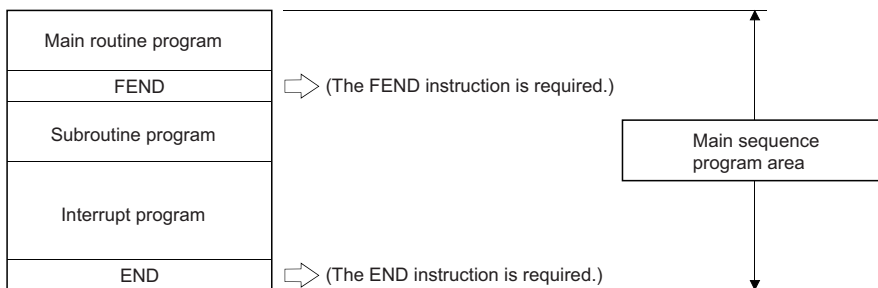 Main routine program
FEND
(The FEND instruction is required.)
Subroutine program
Main sequence
program area
Interrupt program
END
(The END instruction is required.)